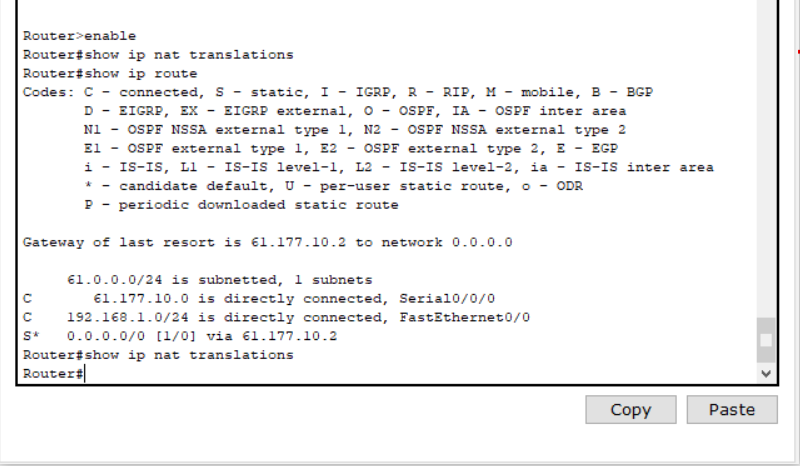 Router>enable
Router#show ip nat translations
Router#show ip route
Codes: C - connected, S - static, I - IGRP, R - RIP, M - mobile, B - BGP
D - EIGRP, EX - EIGRP external, O - OSPF, IA - OSPF inter area
N1 - OSPF NSSA external type 1, N2 - OSPF NSSA external type 2
E1 - OSPF external type 1, E2 - OSPF external type 2, E - EGP
i - IS-IS, L1 - IS-IS level-1, L2 - IS-IS level-2, ia - IS-IS inter area
* - candidate default, U - per-user static route, o - ODR
P - periodic downloaded static route
Gateway of last resort is 61.177.10.2 to network 0.0.0.0
61.0.0.0/24 is subnetted, 1 subnets
C 61.177.10.0 is directly connected, Serial0/0/0
C 192.168.1.0/24 is directly connected, FastEthernet0/0
S* 0.0.0.0/0 [1/0] via 61.177.10.2
Router#show ip nat translations
Router#
Copy Paste